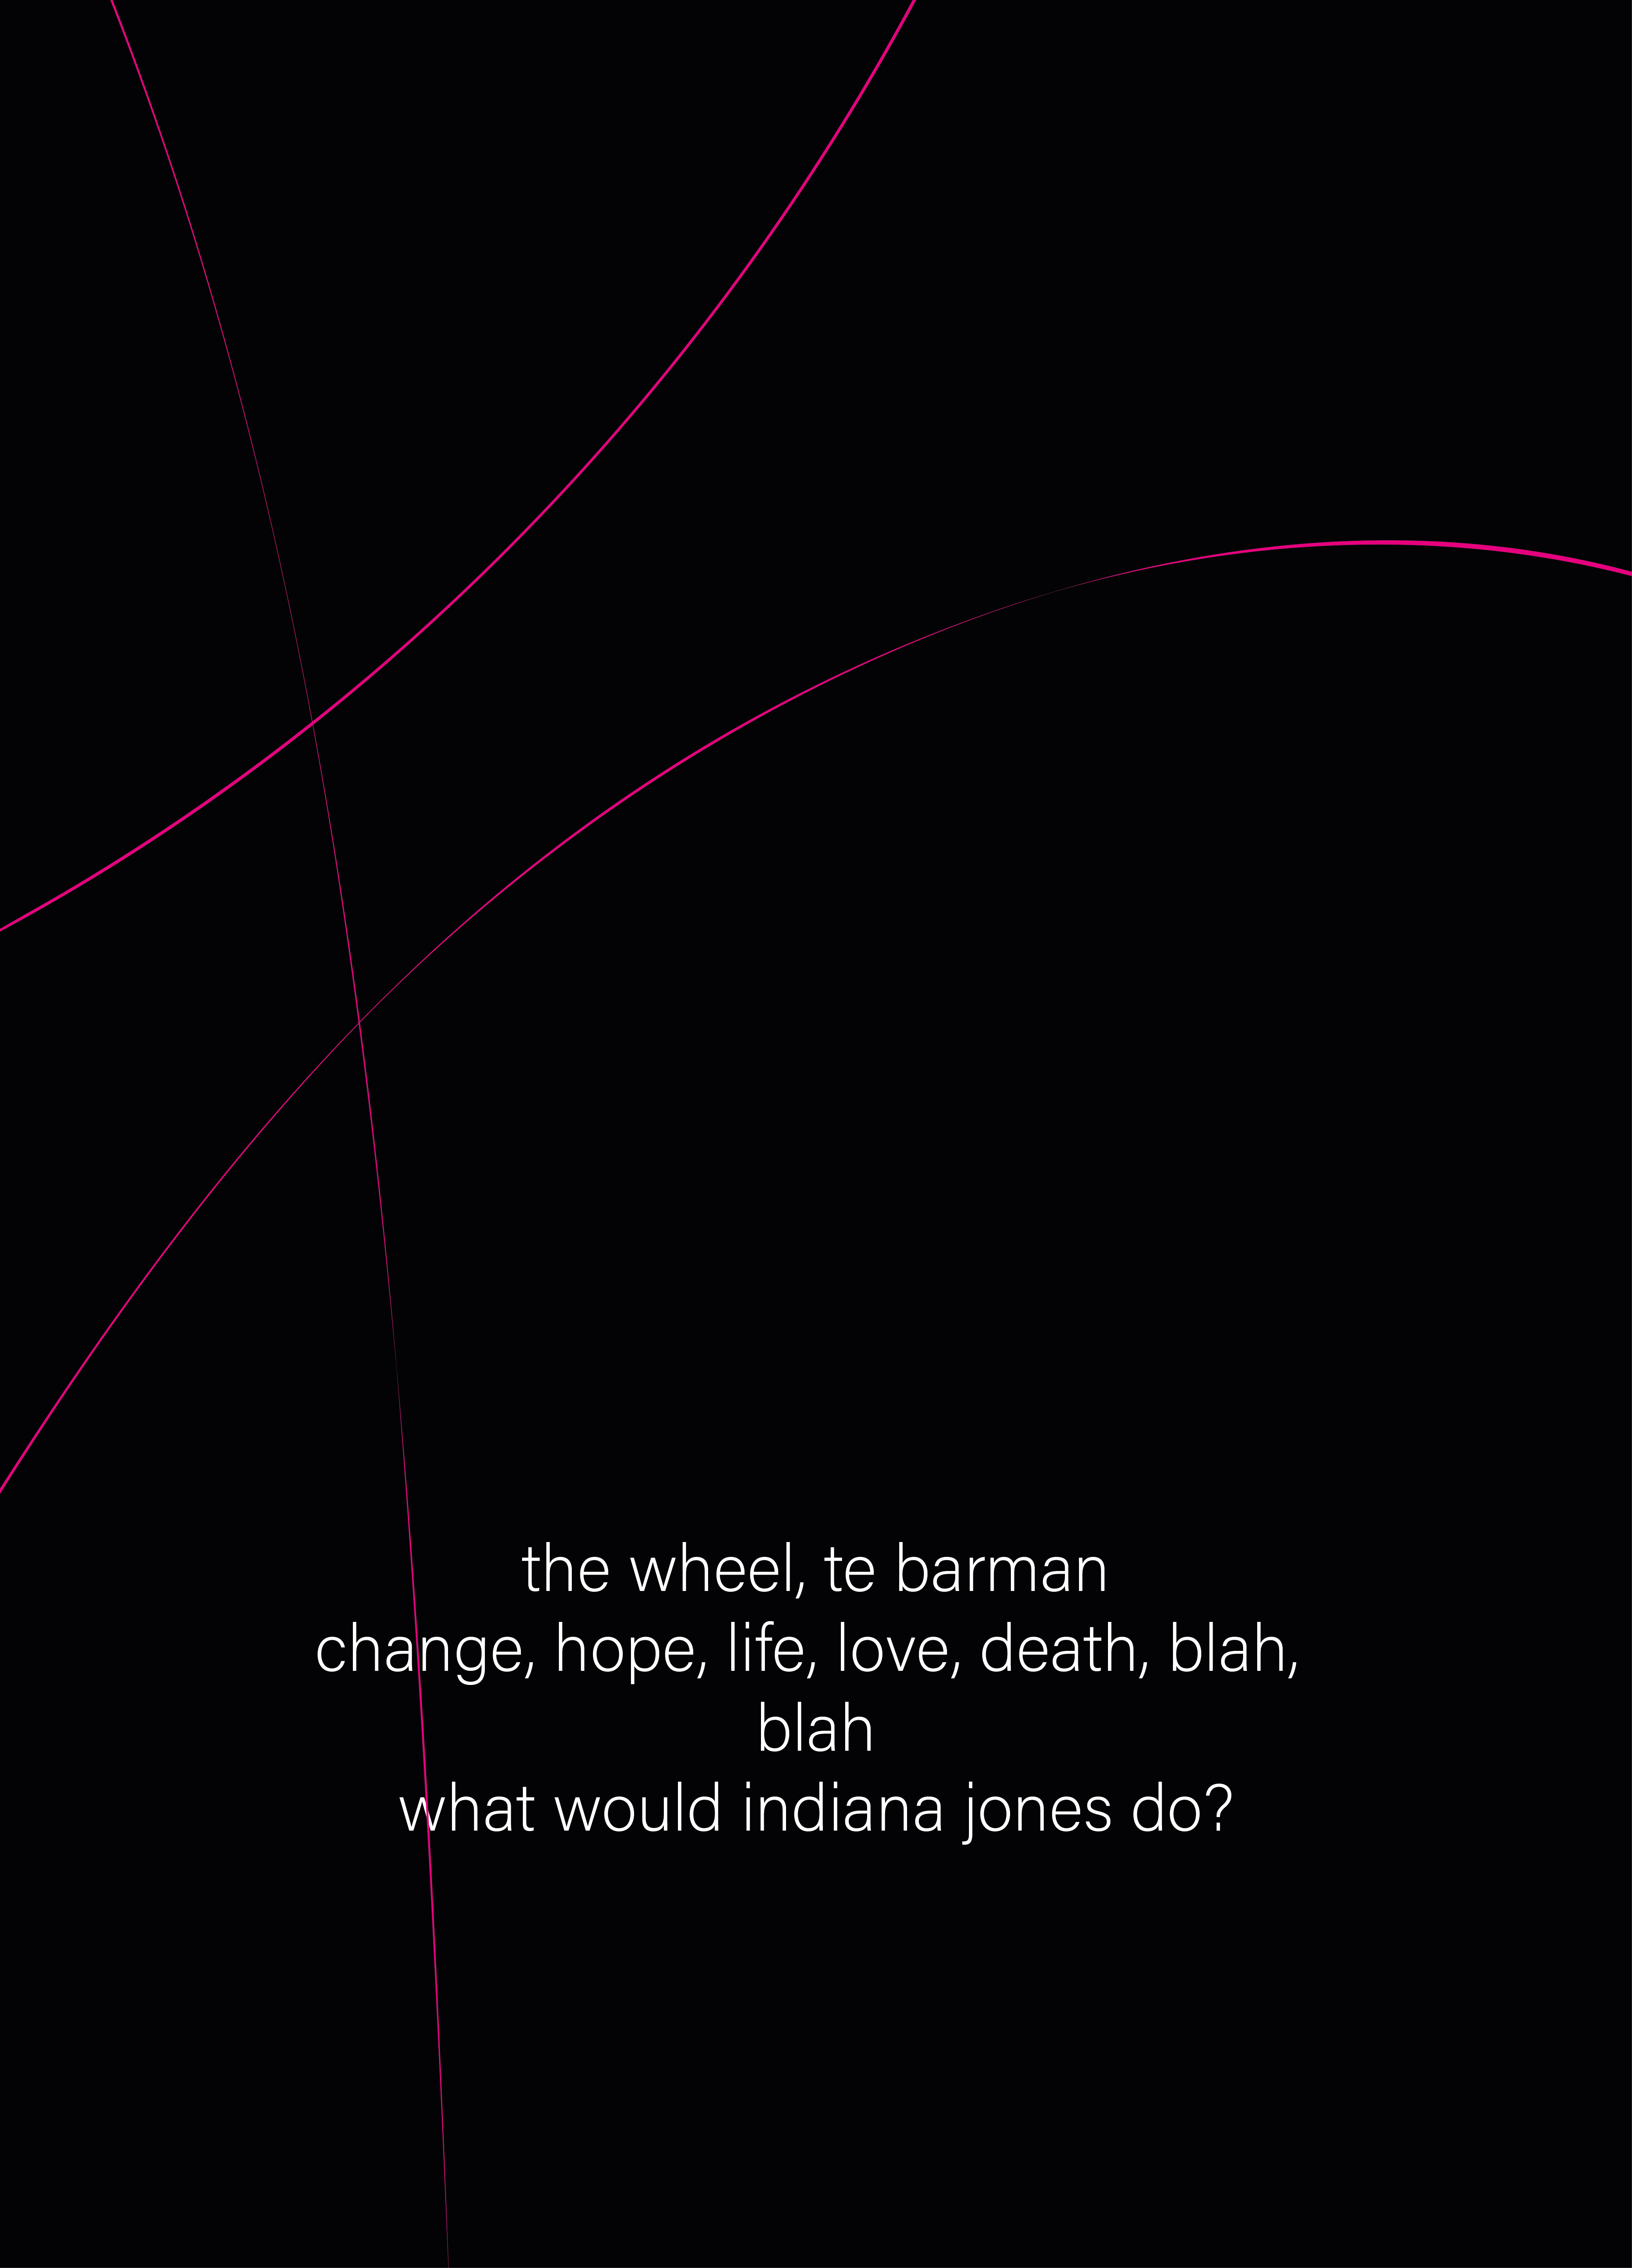 the wheel, te barman
change, hope, life, love, death, blah,
blah
what would indiana jones do?